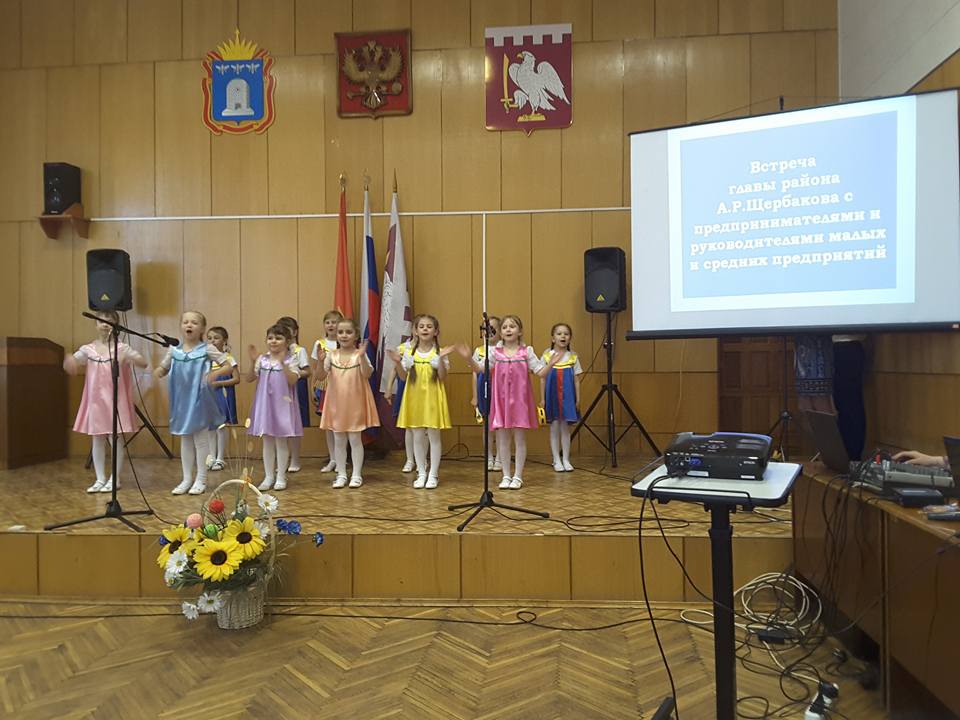 Встреча
главы района
А.Р.Щербакова с
предпринимателями и
руководителями малых
и средних предприятий